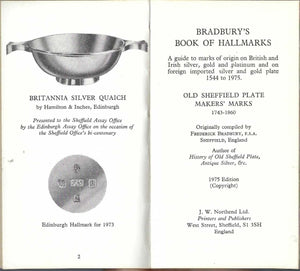 BRITANNIA SILVER QUAICH
by Hamilton & Inches, Edinburgh
Presented to the Sheffield Assay Office
by the Edinburgh Assay Office on the occasion of
the Sheffield Office's bi-centenary
Edinburgh Hallmark for 1973
2
BRADBURY'S
BOOK OF HALLMARKS
A guide to marks of origin on British and
Irish silver, gold and platinum and on
foreign imported silver and gold plate
1544 to 1975.
OLD SHEFFIELD PLATE
MAKERS' MARKS
1743-1860
Originally compiled by
FREDERICK BRADBURY, F.S.A.
SHEFFIELD, ENGLAND
Author of
History of Old Sheffield Plate,
Antique Silver, &c.
1975 Edition
(Copyright)
J. W. Northend Ltd.
Printers and Publishers
West Street, Sheffield, S1 3SH
England